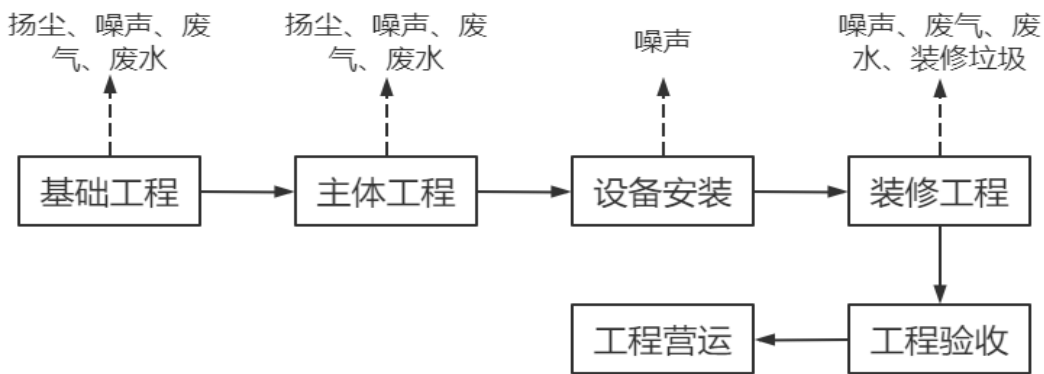 扬尘、噪声、废
气、废水
扬尘、噪声、废
气、废水
噪声
噪声、废气、废
水、装修垃圾
基础工程
主体工程
设备安装
装修工程
工程营运
工程验收